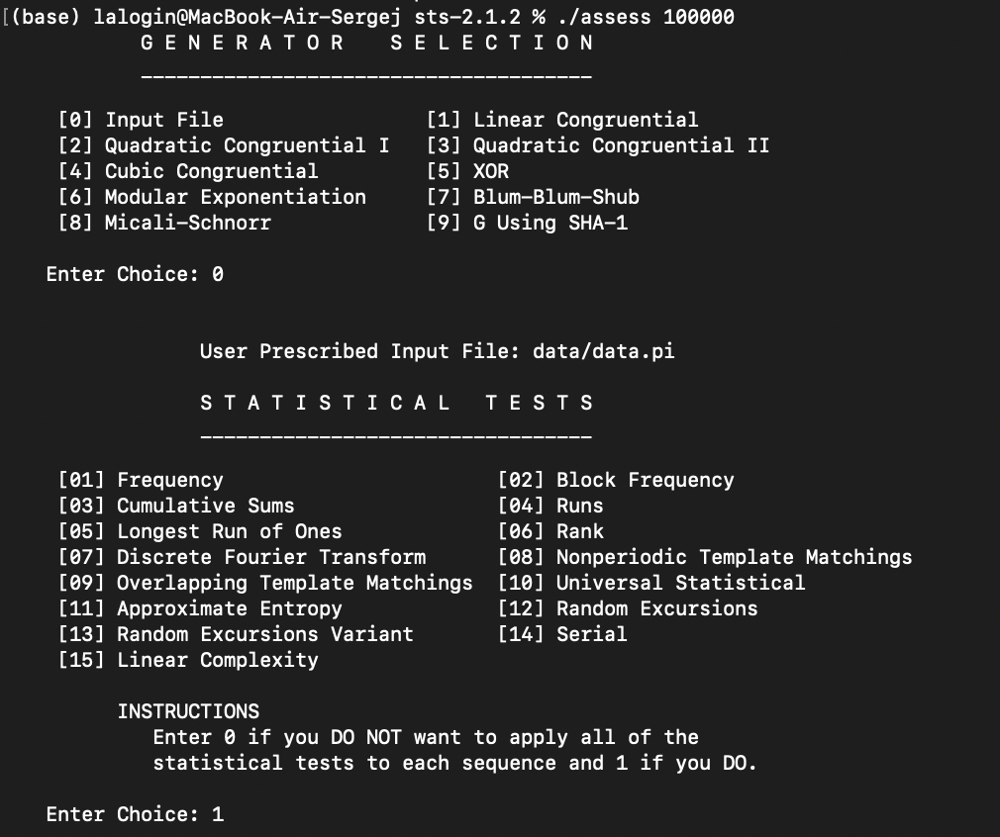 [(base) lalogin@MacBook-Air-Sergej sts-2.1.2 % ./assess 100000
G E N E R A T O R    S E L E C T I O N
______________________________________
[0] Input File                 [1] Linear Congruential
[2] Quadratic Congruential I   [3] Quadratic Congruential II
[4] Cubic Congruential         [5] XOR
[6] Modular Exponentiation     [7] Blum-Blum-Shub
[8] Micali-Schnorr             [9] G Using SHA-1
Enter Choice: 0
User Prescribed Input File: data/data.pi
S T A T I S T I C A L   T E S T S
_________________________________
[01] Frequency                       [02] Block Frequency
[03] Cumulative Sums                 [04] Runs
[05] Longest Run of Ones             [06] Rank
[07] Discrete Fourier Transform      [08] Nonperiodic Template Matchings
[09] Overlapping Template Matchings  [10] Universal Statistical
[11] Approximate Entropy             [12] Random Excursions
[13] Random Excursions Variant       [14] Serial
[15] Linear Complexity
INSTRUCTIONS
Enter 0 if you DO NOT want to apply all of the
statistical tests to each sequence and 1 if you DO.
Enter Choice: 1